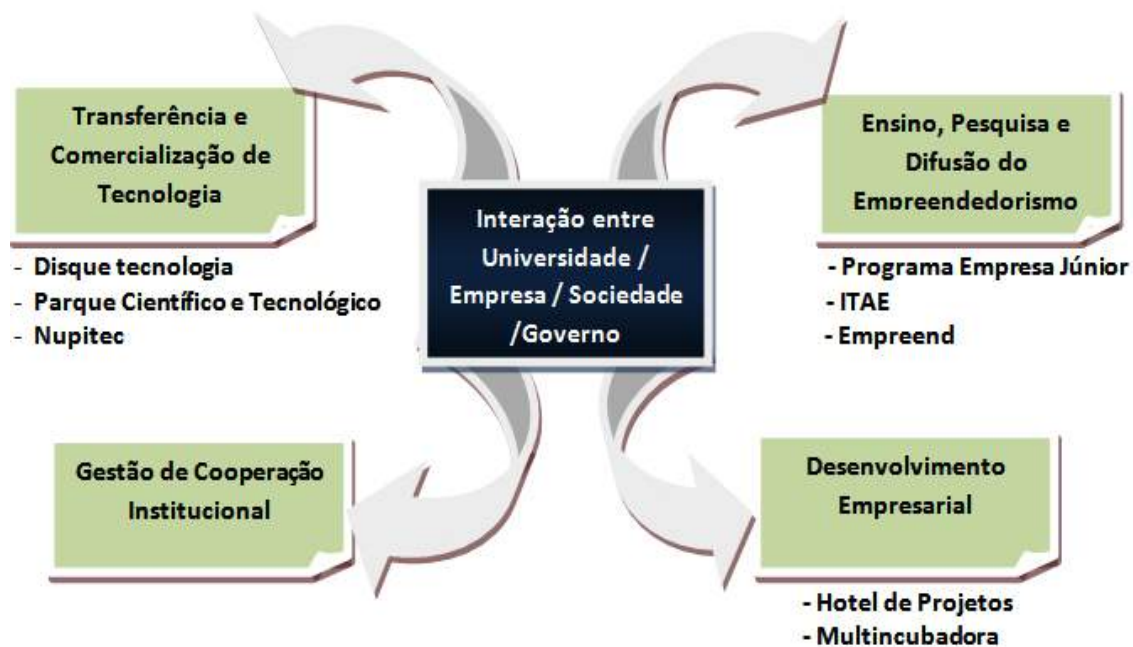 Transferência e
Comercialização de
Tecnologia
- Disque tecnologia
- Parque Científico e Tecnológico
- Nupitec
Ensino, Pesquisa e
Difusão do
Empreendedorismo
- Programa Empresa Júnior
- ITAE
- Empreend
Interação entre
Universidade /
Empresa / Sociedade
/Governo
Gestão de Cooperação
Institucional
Desenvolvimento
Empresarial
- Hotel de Projetos
- Multincubadora